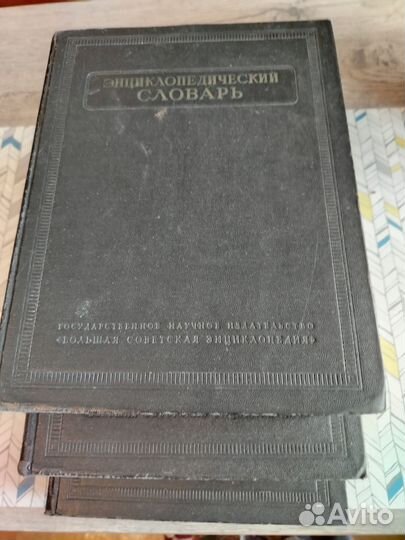 ЭНЦИКЛОПЕДИЧЕСКИЙ
СЛОВАРЬ
ГОСУДАРСТВЕННОЕ НАУЧНОЕ ИЗДАТЕЛЬСТВО
«БОЛЬШАЯ СОВЕТСКАЯ ЭНЦИКЛОПЕДИЯ»
Avito